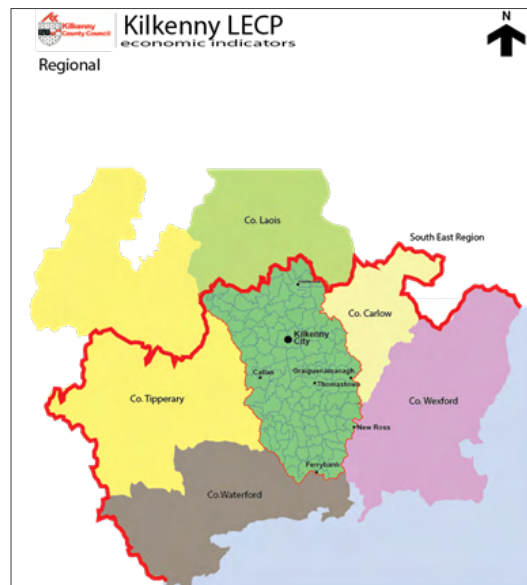 Kilkenny
County Council
Kilkenny LECP
economic indicators
N
Regional
Co. Laois
South East Region
Kilkenny
City
Co. Carlow
Callan
Graiguenamanagh
Thomastown
Co. Tipperary
Co. Wexford
New Ross
Ferrybank
Co.Waterford